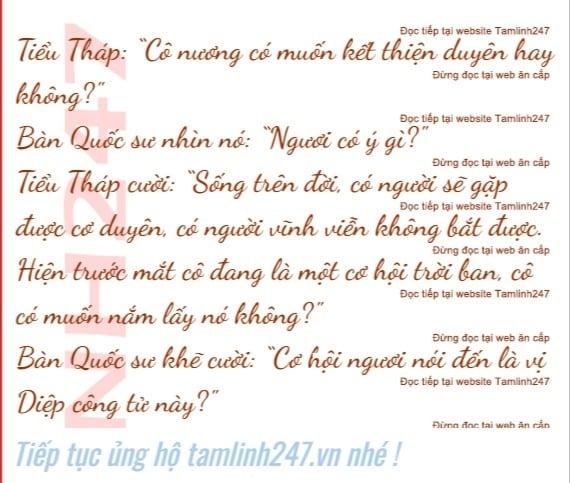 Đọc tiếp tại website Tamlinh247
Tiểu Tháp: “Cô nương có muốn kết thiện duyên hay
Đừng đọc tại web ăn cắp
không?”
Đọc tiếp tại website Tamlinh247
Bàn Quốc sư nhìn nó: “Ngươi có ý gì?”
Đừng đọc tại web ăn cắp
Tiểu Tháp cười: “Sống trên đời, có người sẽ gặp
Đọc tiếp tại website Tamlinh247
được cơ duyên, có người vĩnh viễn không bắt được.
Đừng đọc tại web ăn cắp
Hiện trước mắt cô đang là một cơ hội trời ban, cô
Đọc tiếp tại website Tamlinh247
có muốn nắm lấy nó không?”
Đừng đọc tại web ăn cắp
Bàn Quốc sư khẽ cười: “Cơ hội ngươi nói đến là vị
Đọc tiếp tại website Tamlinh247
Diệp công tử này?”
Đừng đọc tại web ăn cắp
Tiếp tục ủng hộ tamlinh247.vn nhé !
NH247